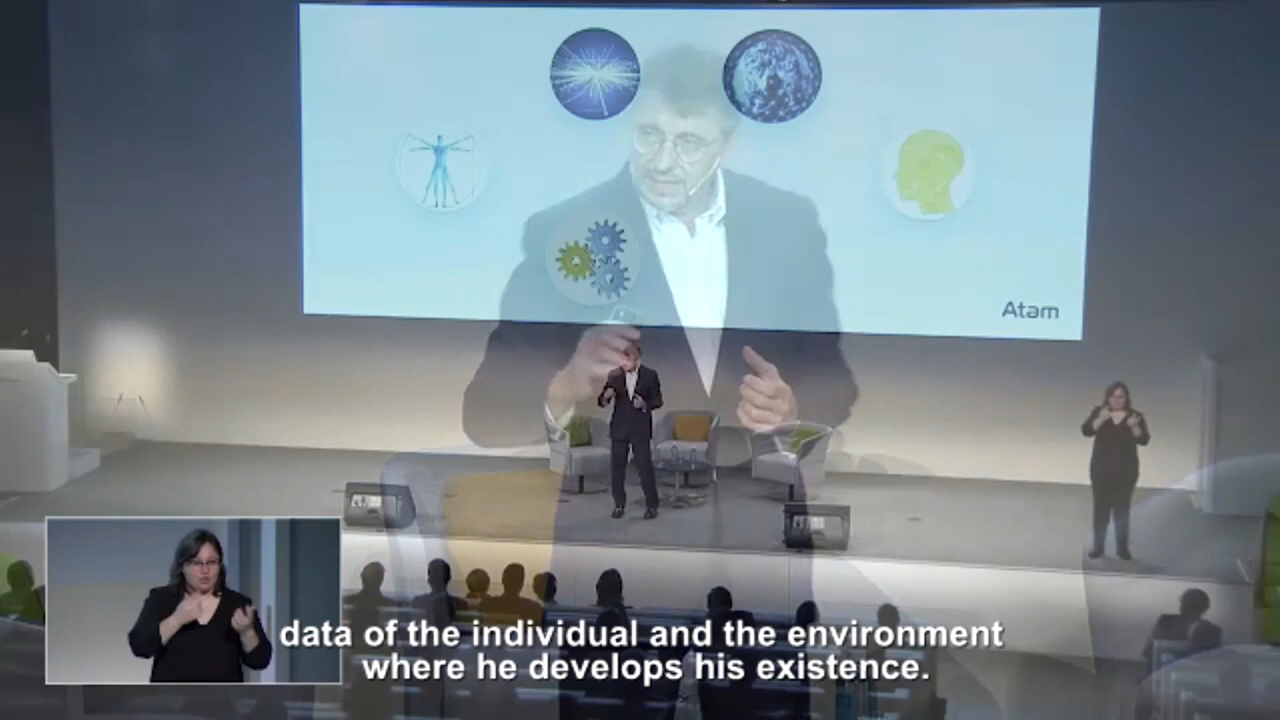 Atam
data of the individual and the environment
where he develops his existence.